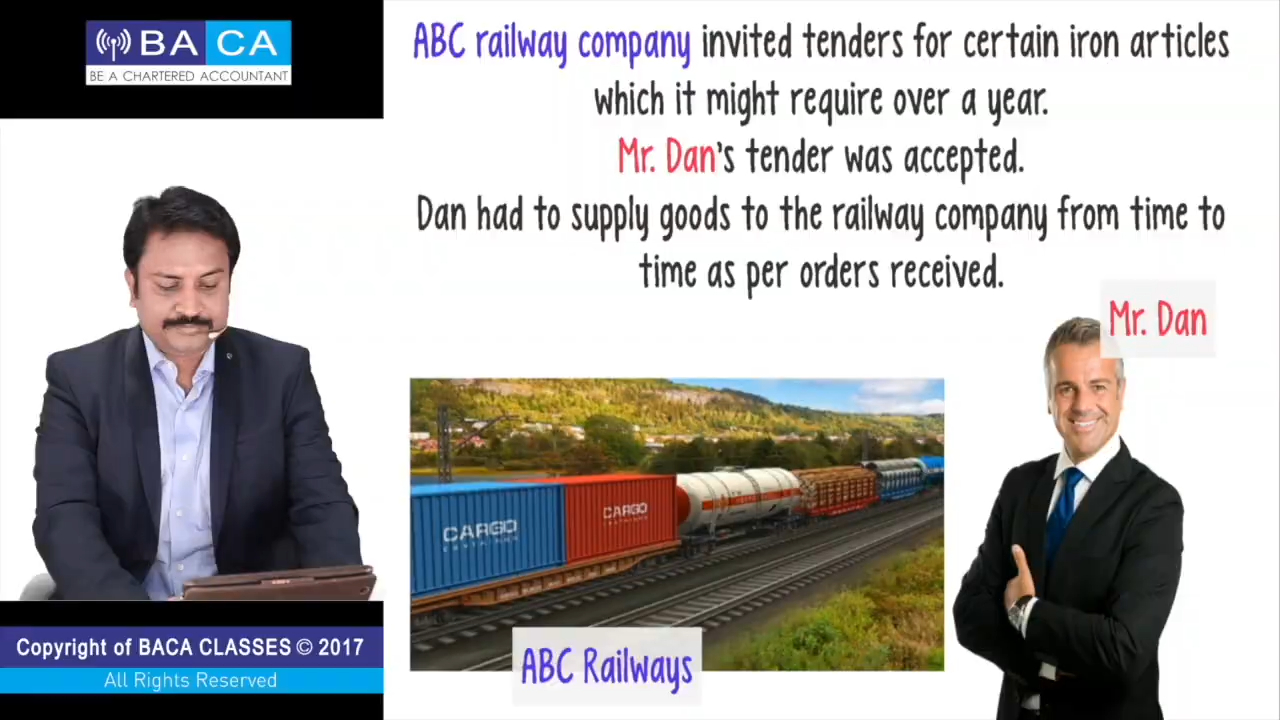 BA CA
BE A CHARTERED ACCOUNTANT
ABC railway company invited tenders for certain iron articles
which it might require over a year.
Mr. Dan's tender was accepted.
Dan had to supply goods to the railway company from time to
time as per orders received.
Mr. Dan
CARGO
CARGO
ABC Railways
Copyright of BACA CLASSES © 2017
All Rights Reserved